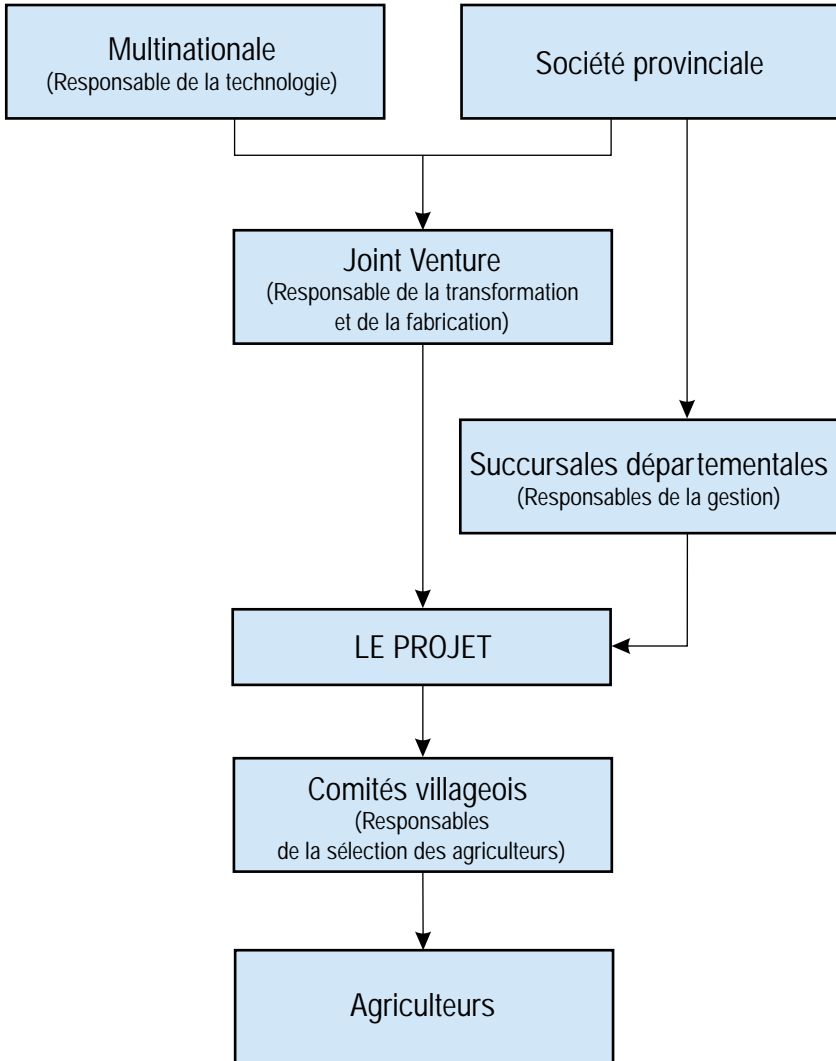 Multinationale
(Responsable de la technologie)
Société provinciale
Joint Venture
(Responsable de la transformation
et de la fabrication)
Succursales départementales
(Responsables de la gestion)
LE PROJET
Comités villageois
(Responsables
de la sélection des agriculteurs)
Agriculteurs